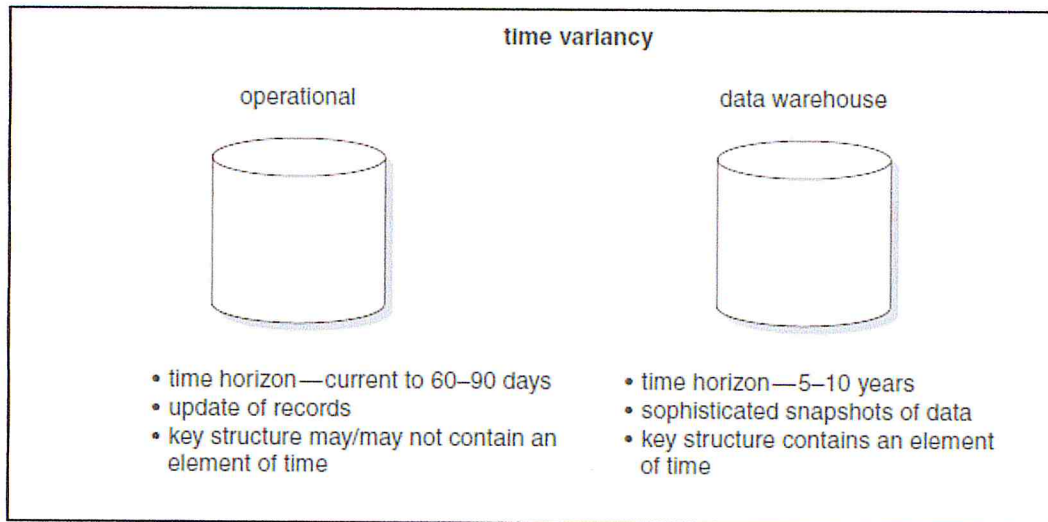 time variancy
operational
data warehouse
• time horizon—current to 60–90 days
• update of records
• key structure may/may not contain an
element of time
• time horizon—5–10 years
• sophisticated snapshots of data
• key structure contains an element
of time